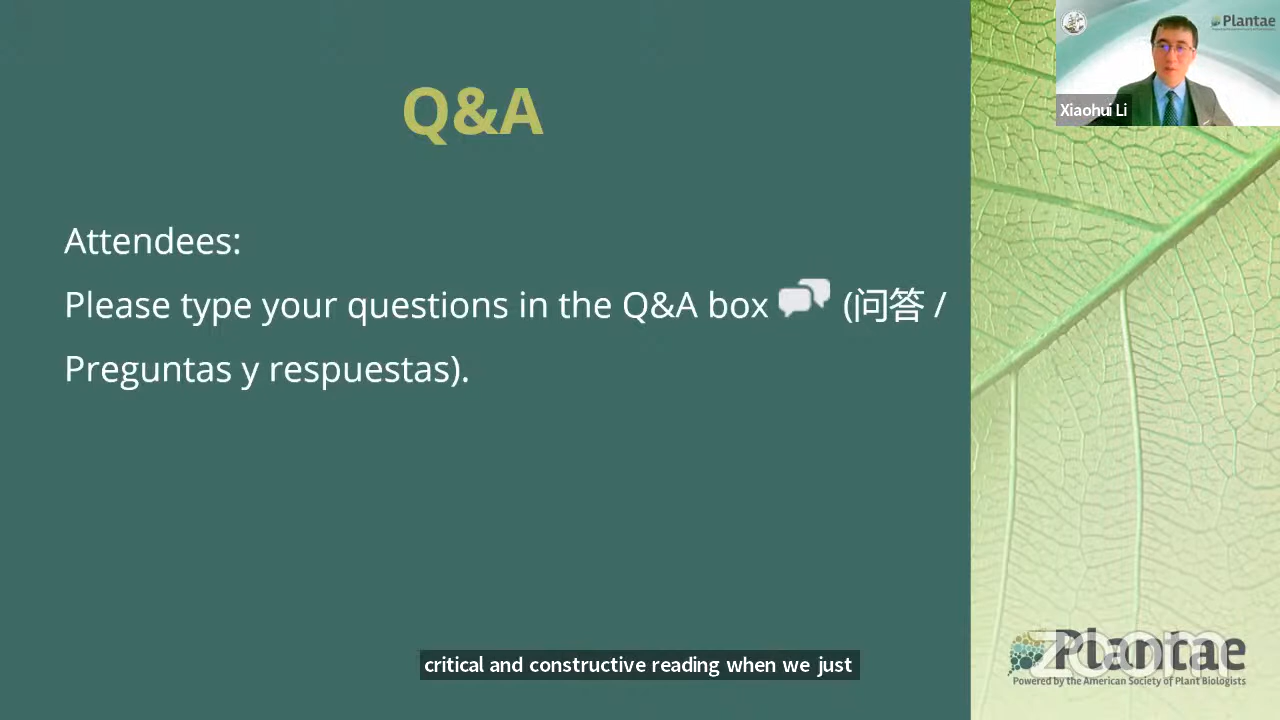 Q&A
Attendees:
Please type your questions in the Q&A box (问答 /
Preguntas y respuestas).
Plantae
Xiaohui Li
critical and constructive reading when we just
zoom
Plantae
Powered by the American Society of Plant Biologists